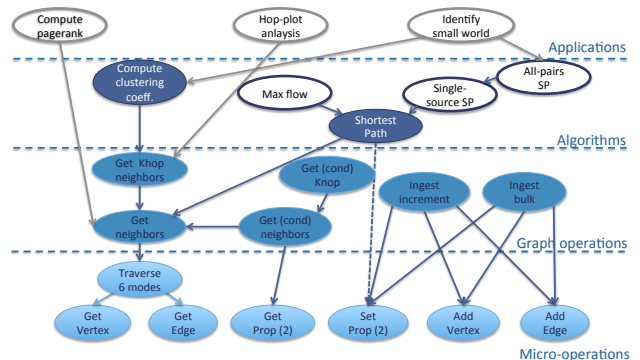 Compute
pagerank
Hop-plot
anlaysis
Identify
small world
Applications
Compute
clustering
coeff.
All-pairs
SP
Max flow
Single-
source SP
Shortest
Path
Algorithms
Get Khop
neighbors
Get (cond)
Knop
Ingest
increment
Ingest
bulk
Get
neighbors
Get (cond)
neighbors
Graph operations
Traverse
6 modes
Get
Vertex
Get
Edge
Get
Prop (2)
Set
Prop (2)
Add
Vertex
Add
Edge
Micro-operations